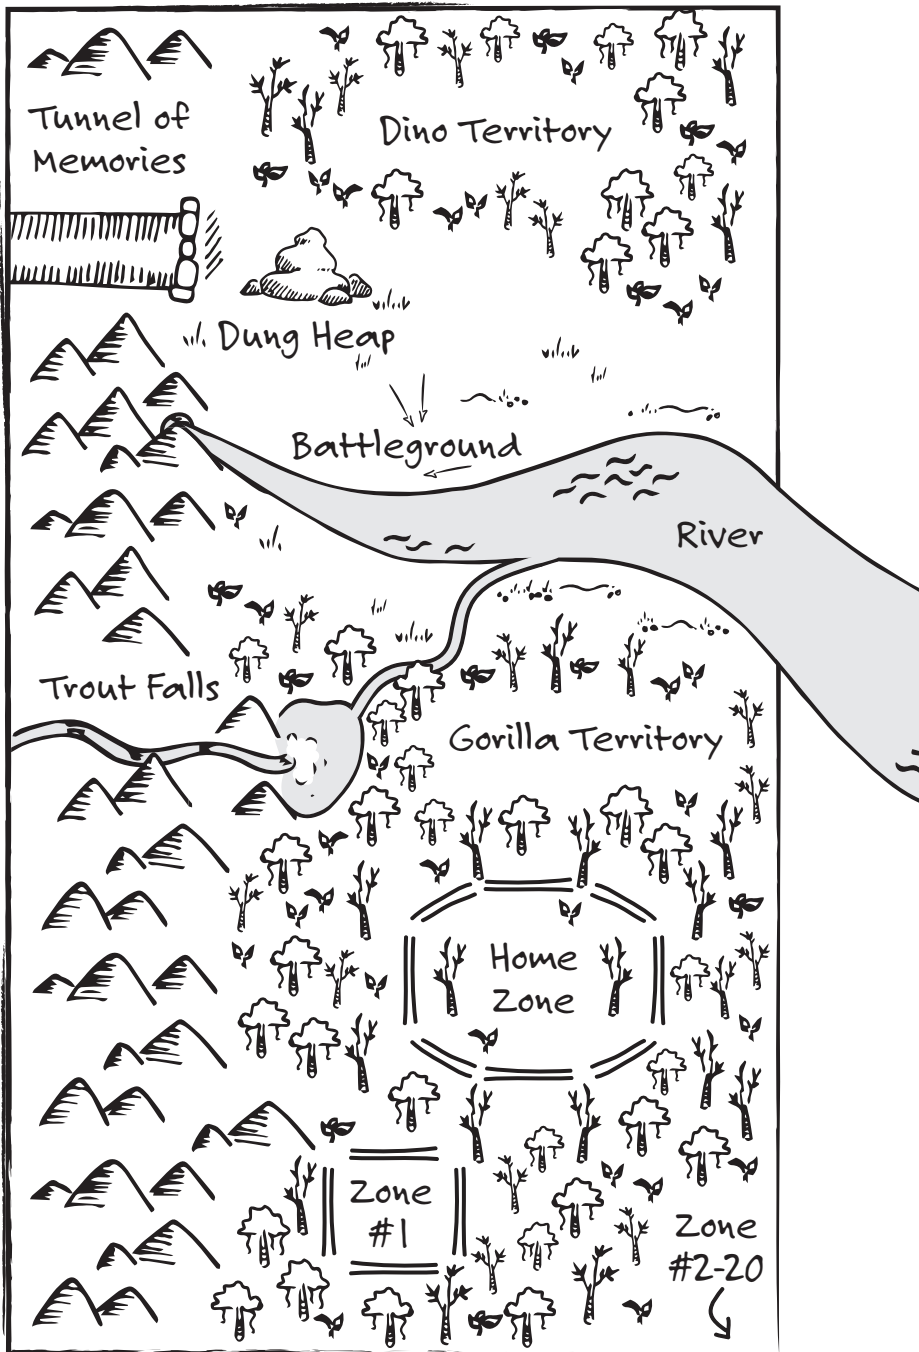 Tunnel of
Memories
Dino Territory
Dung Heap
Battleground
River
Trout Falls
Gorilla Territory
Home
Zone
Zone
#1
Zone
#2-20